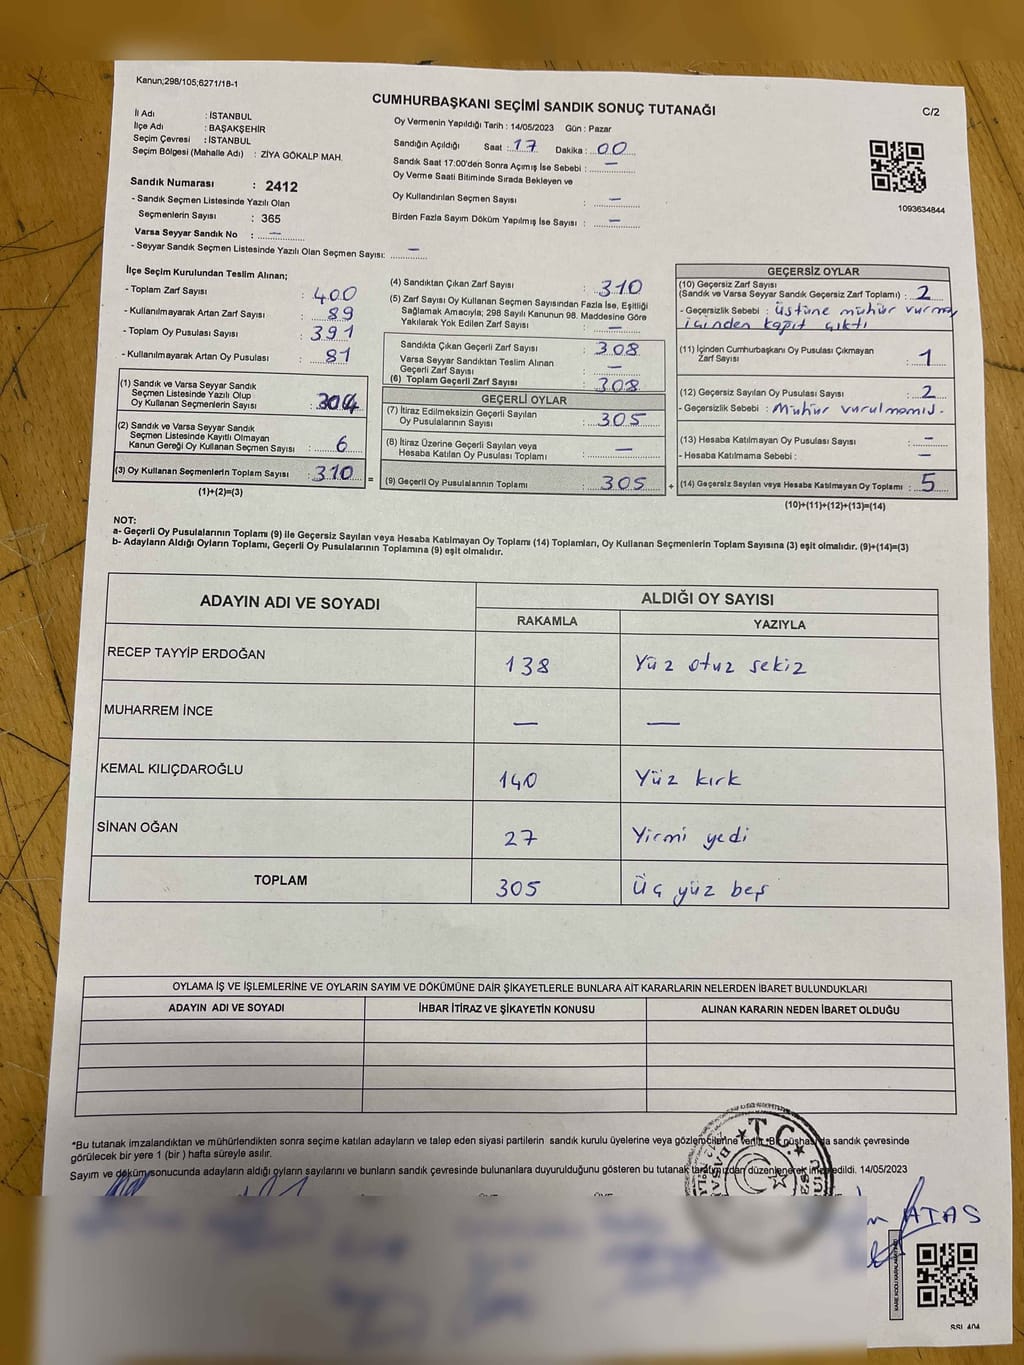 Kanun;298/105;6271/18-1
CUMHURBAŞKANI SEÇİMİ SANDIK SONUÇ TUTANAĞI
C/2
İl Adı : İSTANBUL
İlçe Adı : BAŞAKŞEHİR
Seçim Çevresi : İSTANBUL
Seçim Bölgesi (Mahalle Adı) : ZİYA GÖKALP MAH.
Sandık Numarası : 2412
- Sandık Seçmen Listesinde Yazılı Olan
Seçmenlerin Sayısı : 365
Varsa Seyyar Sandık No : —
- Seyyar Sandık Seçmen Listesinde Yazılı Olan Seçmen Sayısı: —
Oy Vermenin Yapıldığı Tarih : 14/05/2023 Gün : Pazar
Sandığın Açıldığı Saat : 17 Dakika : 00
Sandık Saat 17:00'den Sonra Açımış İse Sebebi : —
Oy Verme Saati Bitiminde Sırada Bekleyen ve
Oy Kullandırılan Seçmen Sayısı : —
Birden Fazla Sayım Döküm Yapılmış İse Sayısı : —
1093634844
İlçe Seçim Kurulundan Teslim Alınan;
- Toplam Zarf Sayısı : 400
- Kullanılmayarak Artan Zarf Sayısı : 89
- Toplam Oy Pusulası Sayısı : 391
- Kullanılmayarak Artan Oy Pusulası : 81
(1) Sandık ve Varsa Seyyar Sandık
Seçmen Listesinde Yazılı Olup
Oy Kullanan Seçmenlerin Sayısı : 304
(2) Sandık ve Varsa Seyyar Sandık
Seçmen Listesinde Kayıtlı Olmayan
Kanun Gereği Oy Kullanan Seçmen Sayısı : 6
(3) Oy Kullanan Seçmenlerin Toplam Sayısı : 310
(1)+(2)=(3)
(4) Sandıktan Çıkan Zarf Sayısı : 310
(5) Zarf Sayısı Oy Kullanan Seçmen Sayısından Fazla İse, Eşitliği
Sağlamak Amacıyla; 298 Sayılı Kanunun 98. Maddesine Göre
Yakılarak Yok Edilen Zarf Sayısı : —
Sandıkta Çıkan Geçerli Zarf Sayısı : 308
Varsa Seyyar Sandıktan Teslim Alınan
Geçerli Zarf Sayısı : —
(6) Toplam Geçerli Zarf Sayısı : 308
GEÇERLİ OYLAR
(7) İtiraz Edilmeksizin Geçerli Sayılan
Oy Pusulalarının Sayısı : 305
(8) İtiraz Üzerine Geçerli Sayılan veya
Hesaba Katılan Oy Pusulası Toplamı : —
= (9) Geçerli Oy Pusulalarının Toplamı : 305 +
GEÇERSİZ OYLAR
(10) Geçersiz Zarf Sayısı
(Sandık ve Varsa Seyyar Sandık Geçersiz Zarf Toplamı) : 2
- Geçersizlik Sebebi : üstüne mühür vurma,
içinden kağıt çıktı
(11) İçinden Cumhurbaşkanı Oy Pusulası Çıkmayan
Zarf Sayısı : 1
(12) Geçersiz Sayılan Oy Pusulası Sayısı : 2
- Geçersizlik Sebebi : Mühür vurulmamış.
(13) Hesaba Katılmayan Oy Pusulası Sayısı : —
- Hesaba Katılmama Sebebi : —
(14) Geçersiz Sayılan veya Hesaba Katılmayan Oy Toplamı : 5
(10)+(11)+(12)+(13)=(14)
NOT:
a- Geçerli Oy Pusulalarının Toplamı (9) ile Geçersiz Sayılan veya Hesaba Katılmayan Oy Toplamı (14) Toplamları, Oy Kullanan Seçmenlerin Toplam Sayısına (3) eşit olmalıdır. (9)+(14)=(3)
b- Adayların Aldığı Oyların Toplamı, Geçerli Oy Pusulalarının Toplamına (9) eşit olmalıdır.
ADAYIN ADI VE SOYADI
ALDIĞI OY SAYISI
RAKAMLA YAZIYLA
RECEP TAYYİP ERDOĞAN 138 Yüz otuz sekiz
MUHARREM İNCE — —
KEMAL KILIÇDAROĞLU 140 Yüz kırk
SİNAN OĞAN 27 Yirmi yedi
TOPLAM 305 Üç yüz beş
OYLAMA İŞ VE İŞLEMLERİNE VE OYLARIN SAYIM VE DÖKÜMÜNE DAİR ŞİKAYETLERLE BUNLARA AİT KARARLARIN NELERDEN İBARET BULUNDUKLARI
ADAYIN ADI VE SOYADI İHBAR İTİRAZ VE ŞİKAYETİN KONUSU ALINAN KARARIN NEDEN İBARET OLDUĞU
*Bu tutanak imzalandıktan ve mühürlendikten sonra seçime katılan adayların ve talep eden siyasi partilerin sandık kurulu üyelerine veya gözlemcilerine verilir. *Bir nüshası da sandık çevresinde
görülecek bir yere 1 (bir) hafta süreyle asılır.
Sayım ve döküm sonucunda adayların aldığı oyların sayılarını ve bunların sandık çevresinde bulunanlara duyurulduğunu gösteren bu tutanak tarafımızdan düzenlenerek imza edildi. 14/05/2023
T.C.
ATAS